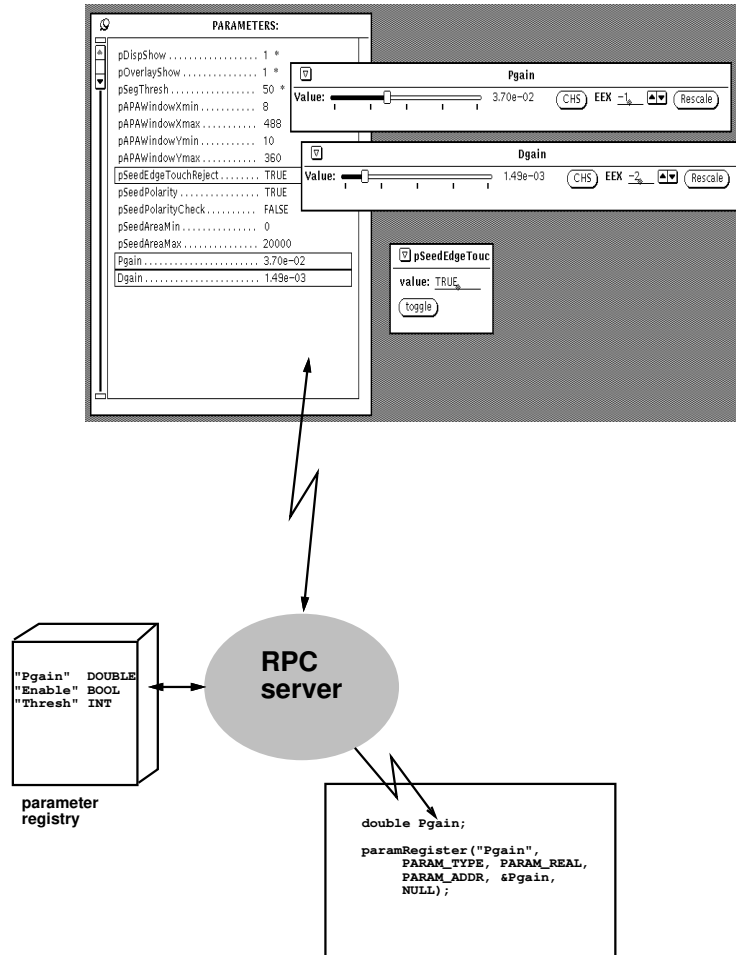 PARAMETERS:
pDispShow . . . . . . . . . . . . . . . . . 1 *
pOverlayShow . . . . . . . . . . . . . . 1 *
pSegThresh . . . . . . . . . . . . . . . . 50 *
pAPAWindowXmin . . . . . . . . . . 8
pAPAWindowXmax . . . . . . . . . . 488
pAPAWindowYmin . . . . . . . . . . 10
pAPAWindowYmax . . . . . . . . . . 360
pSeedEdgeTouchReject . . . . . . . TRUE
pSeedPolarity . . . . . . . . . . . . . . . TRUE
pSeedPolarityCheck . . . . . . . . . FALSE
pSeedAreaMin . . . . . . . . . . . . . . 0
pSeedAreaMax . . . . . . . . . . . . . . 20000
Pgain . . . . . . . . . . . . . . . . . . . . . . 3.70e-02
Dgain . . . . . . . . . . . . . . . . . . . . . . 1.49e-03
Pgain
Value: 3.70e-02 CHS EEX -1 Rescale
Dgain
Value: 1.49e-03 CHS EEX -2 Rescale
pSeedEdgeTouc
value: TRUE
toggle
RPC
server
"Pgain" DOUBLE
"Enable" BOOL
"Thresh" INT
parameter
registry
double Pgain;
paramRegister("Pgain",
PARAM_TYPE, PARAM_REAL,
PARAM_ADDR, &Pgain,
NULL);